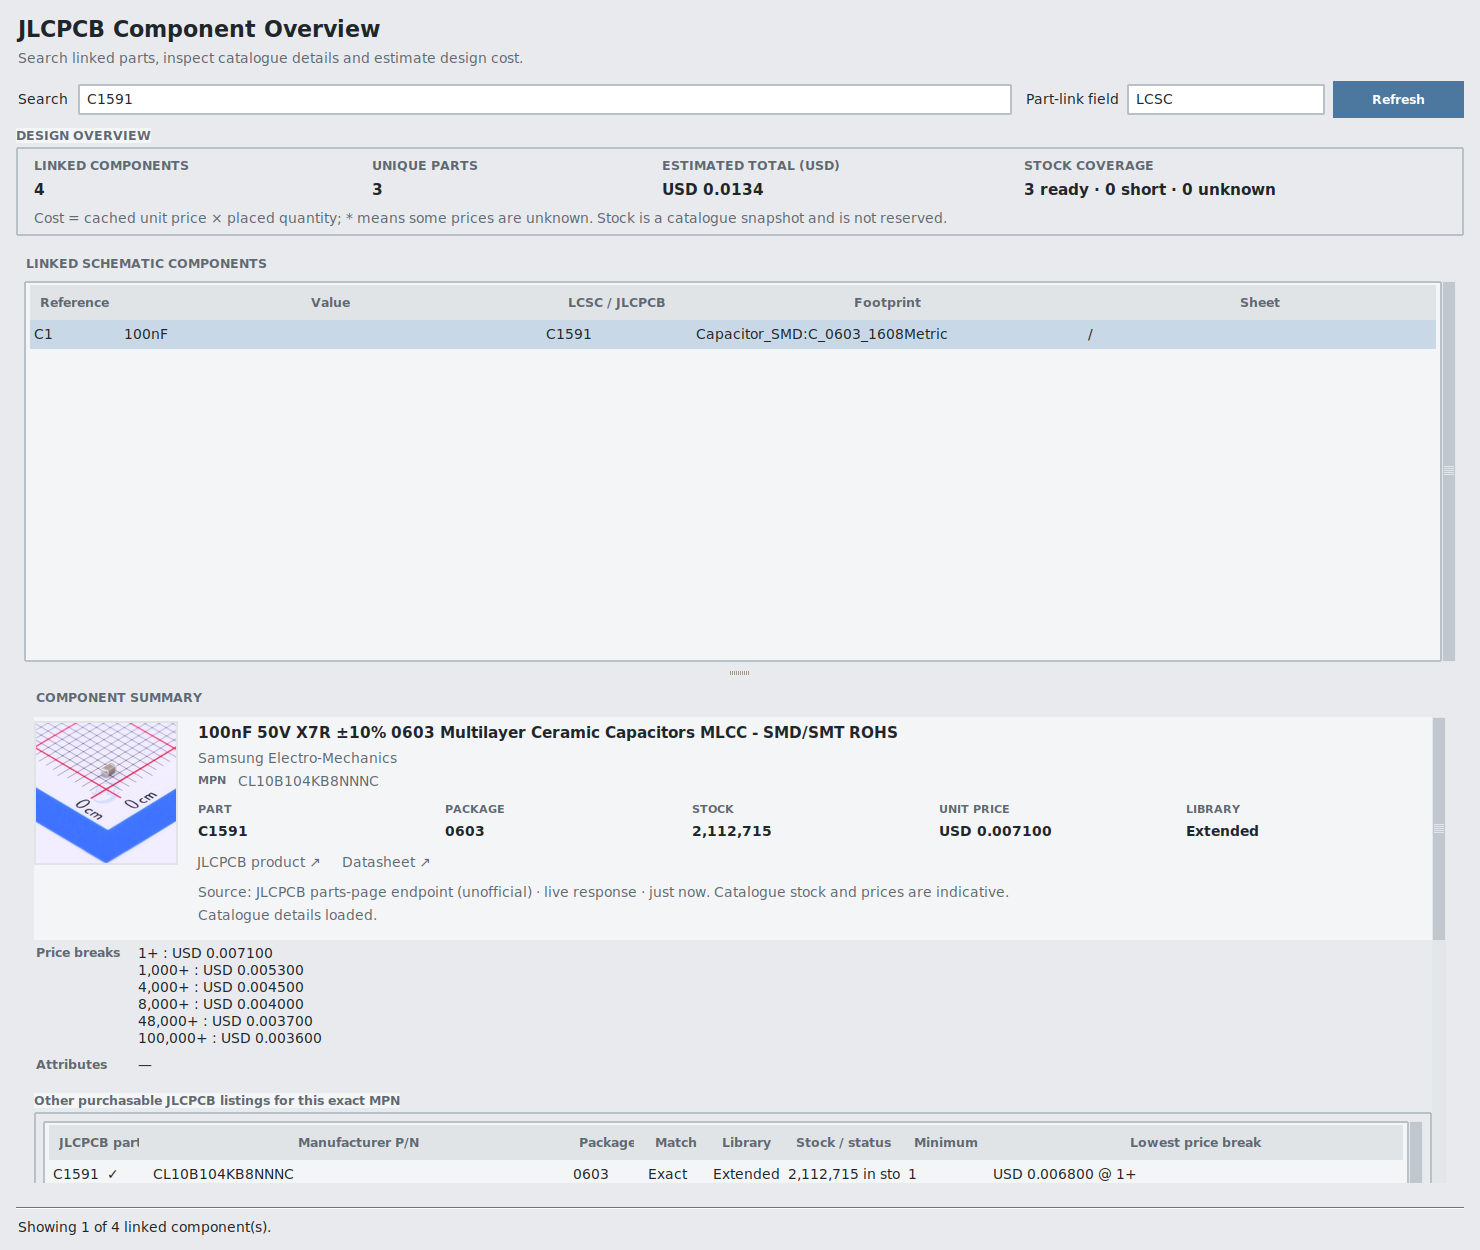 JLCPCB Component Overview
Search linked parts, inspect catalogue details and estimate design cost.
Search C1591 Part-link field LCSC Refresh
DESIGN OVERVIEW
LINKED COMPONENTS UNIQUE PARTS ESTIMATED TOTAL (USD) STOCK COVERAGE
4 3 USD 0.0134 3 ready · 0 short · 0 unknown
Cost = cached unit price × placed quantity; * means some prices are unknown. Stock is a catalogue snapshot and is not reserved.
LINKED SCHEMATIC COMPONENTS
Reference Value LCSC / JLCPCB Footprint Sheet
C1 100nF C1591 Capacitor_SMD:C_0603_1608Metric /
COMPONENT SUMMARY
100nF 50V X7R ±10% 0603 Multilayer Ceramic Capacitors MLCC - SMD/SMT ROHS
Samsung Electro-Mechanics
MPN CL10B104KB8NNNC
0cm 0cm
PART PACKAGE STOCK UNIT PRICE LIBRARY
C1591 0603 2,112,715 USD 0.007100 Extended
JLCPCB product ↗ Datasheet ↗
Source: JLCPCB parts-page endpoint (unofficial) · live response · just now. Catalogue stock and prices are indicative.
Catalogue details loaded.
Price breaks 1+ : USD 0.007100
1,000+ : USD 0.005300
4,000+ : USD 0.004500
8,000+ : USD 0.004000
48,000+ : USD 0.003700
100,000+ : USD 0.003600
Attributes —
Other purchasable JLCPCB listings for this exact MPN
JLCPCB part Manufacturer P/N Package Match Library Stock / status Minimum Lowest price break
C1591 ✓ CL10B104KB8NNNC 0603 Exact Extended 2,112,715 in sto 1 USD 0.006800 @ 1+
Showing 1 of 4 linked component(s).